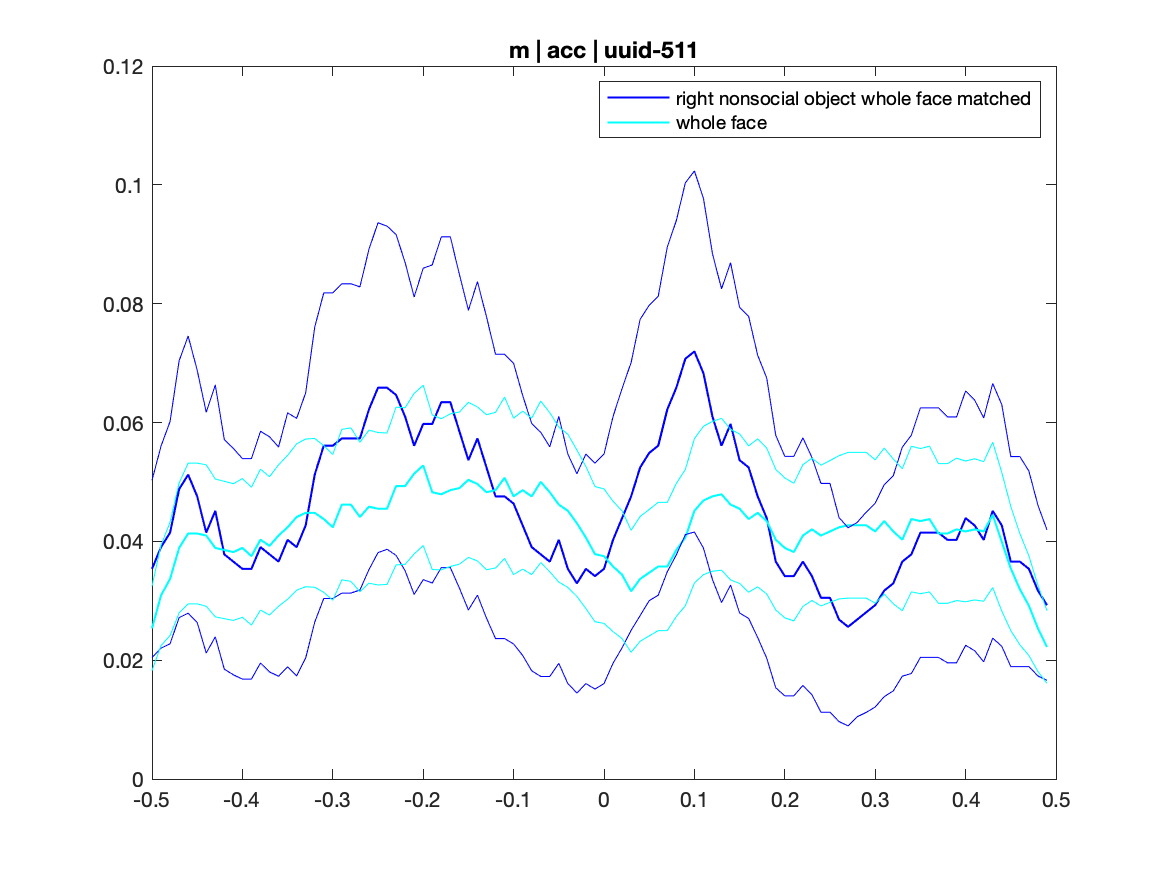 m | acc | uuid-511
0.12
0.1
0.08
0.06
0.04
0.02
0
right nonsocial object whole face matched
whole face
-0.5 -0.4 -0.3 -0.2 -0.1 0 0.1 0.2 0.3 0.4 0.5